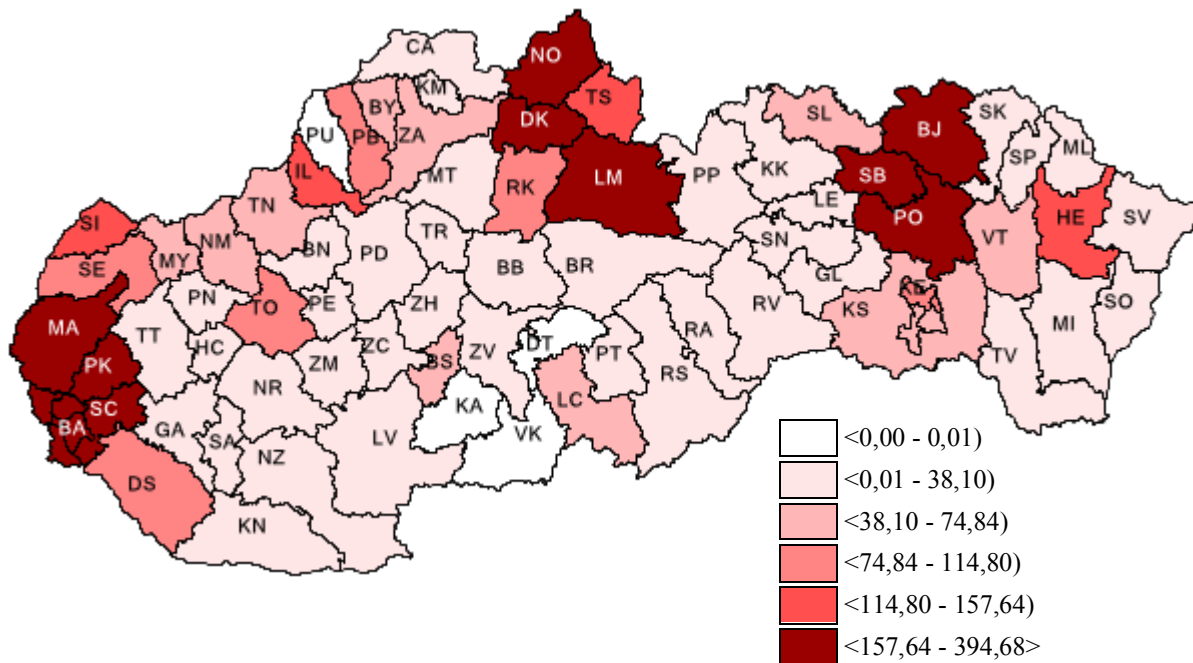 CA
NO
KM
TS
BY
PU
PB
ZA
DK
SL
BJ
SK
SP
ML
IL
MT
RK
LM
PP
KK
SB
LE
PO
HE
SV
TN
SI
NM
MY
SE
BN
PD
TR
BB
BR
SN
GL
VT
PN
TO
PE
ZH
RV
KS
KE
SO
MA
TT
HC
ZM
ZC
BS
ZV
DT
PT
RA
MI
TV
PK
NR
RS
SC
BA
GA
SA
NZ
LV
KA
VK
LC
DS
KN
<0,00 - 0,01)
<0,01 - 38,10)
<38,10 - 74,84)
<74,84 - 114,80)
<114,80 - 157,64)
<157,64 - 394,68>